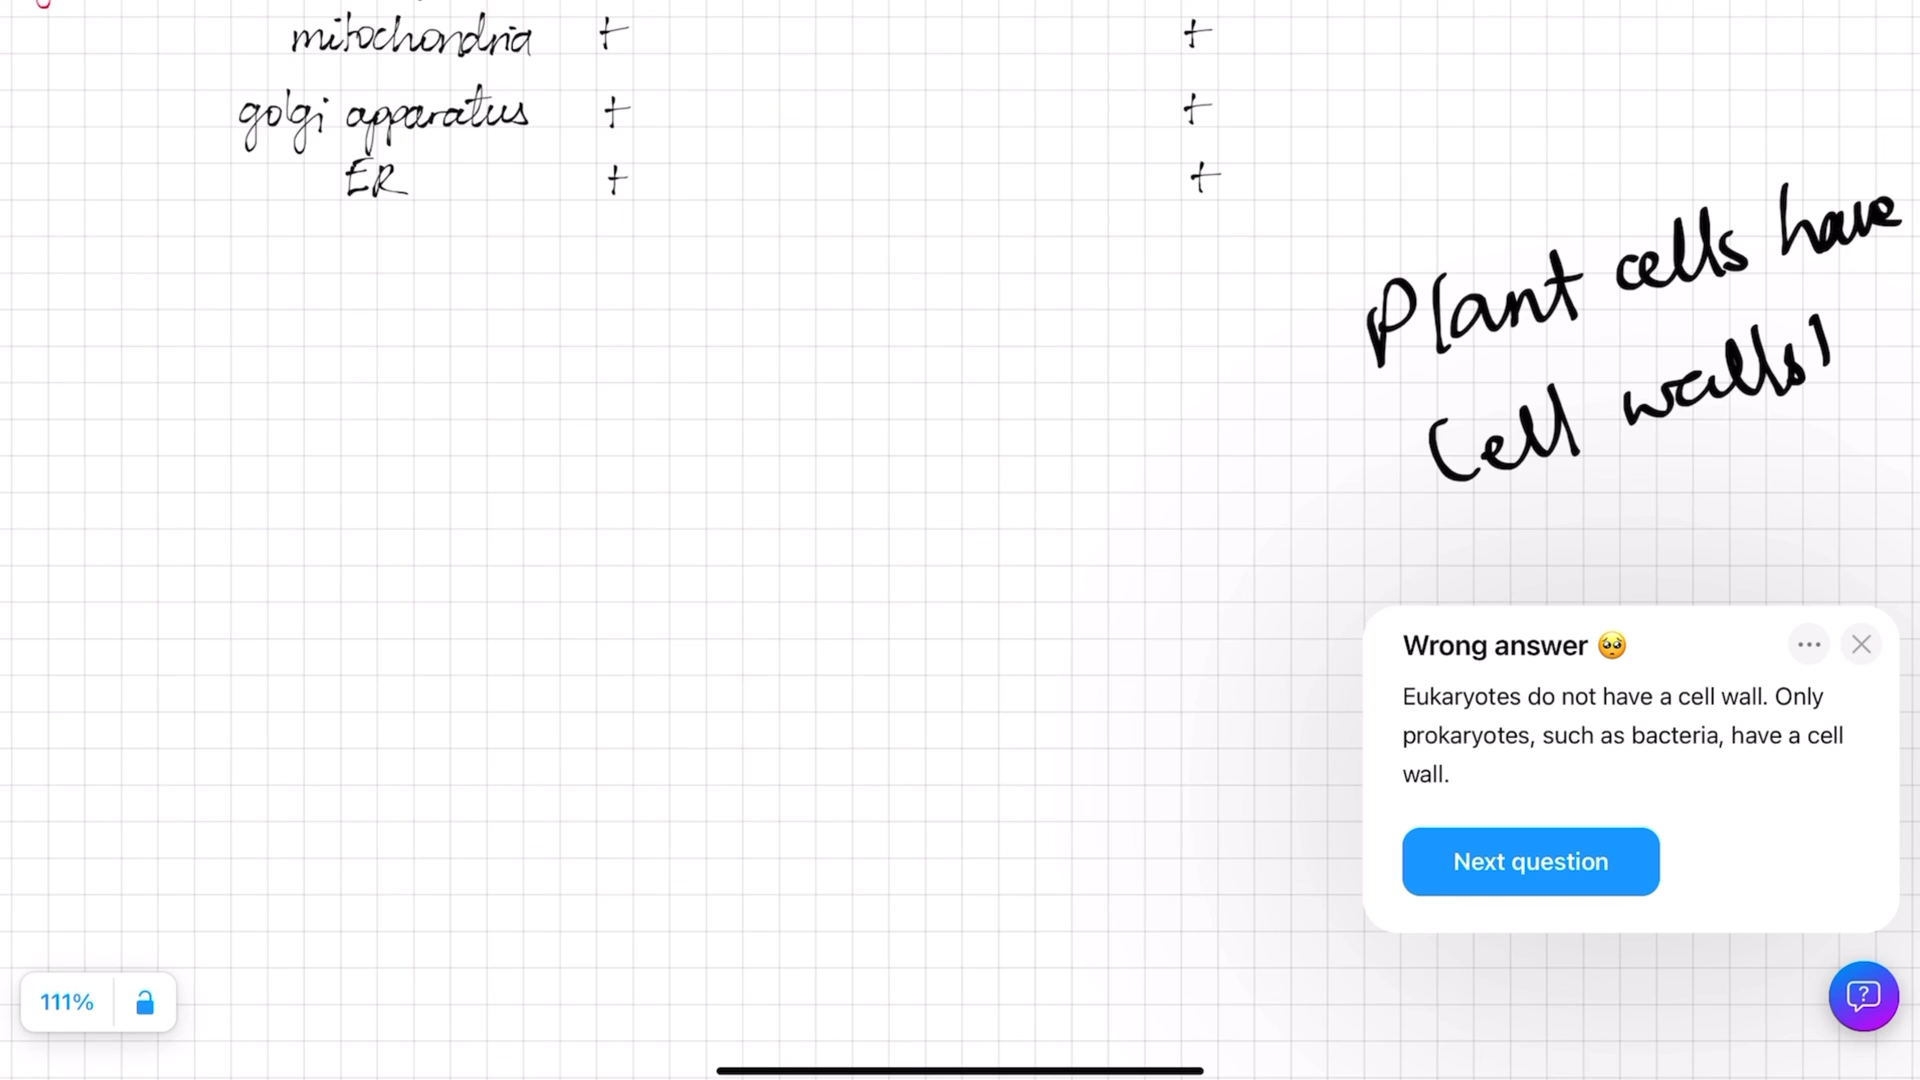 mitochondria + +
golgi apparatus + +
ER + +
Plant cells have
Cell walls!
Wrong answer 🥺
Eukaryotes do not have a cell wall. Only
prokaryotes, such as bacteria, have a cell
wall.
Next question
111%